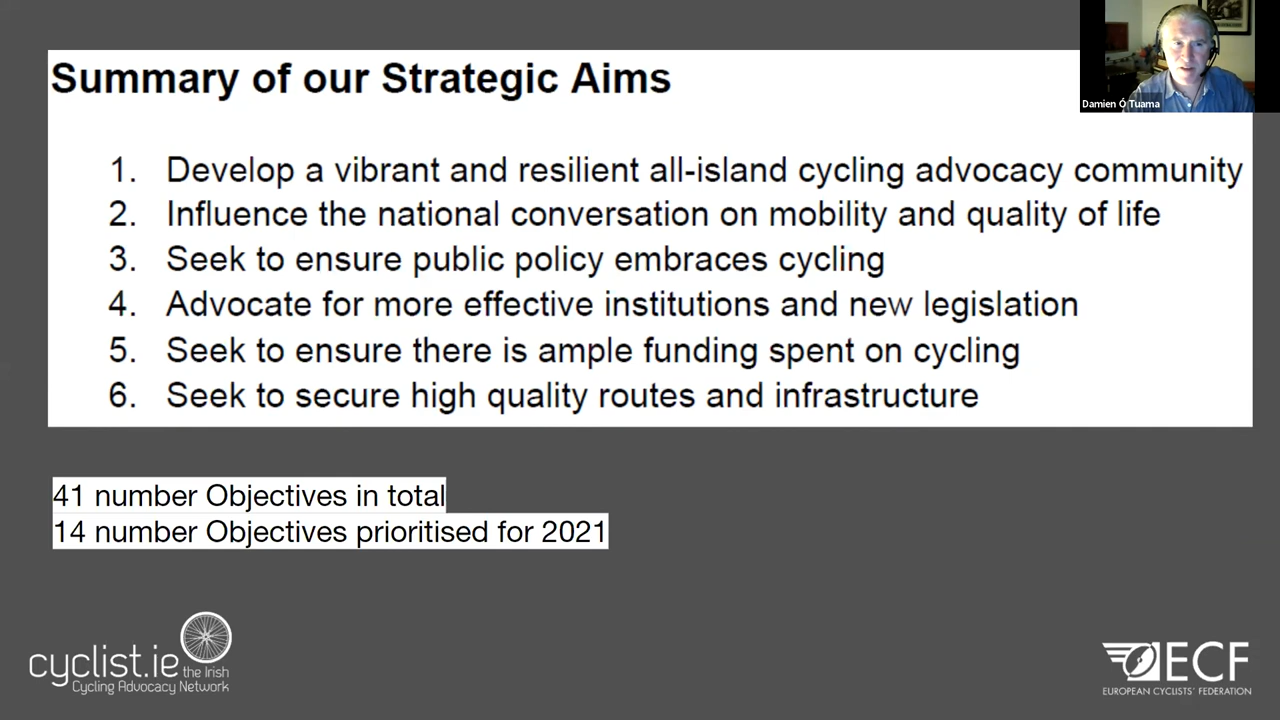 Summary of our Strategic Aims
Damien Ó Tuama
1. Develop a vibrant and resilient all-island cycling advocacy community
2. Influence the national conversation on mobility and quality of life
3. Seek to ensure public policy embraces cycling
4. Advocate for more effective institutions and new legislation
5. Seek to ensure there is ample funding spent on cycling
6. Seek to secure high quality routes and infrastructure
41 number Objectives in total
14 number Objectives prioritised for 2021
cyclist.ie
the Irish
Cycling Advocacy Network
ECF
EUROPEAN CYCLISTS' FEDERATION